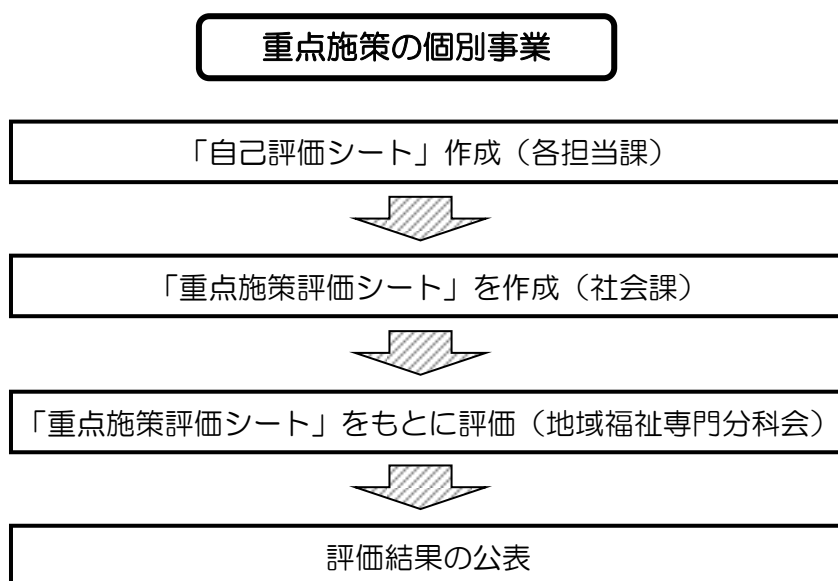 重点施策の個別事業
「自己評価シート」作成（各担当課）
「重点施策評価シート」を作成（社会課）
「重点施策評価シート」をもとに評価（地域福祉専門分科会）
評価結果の公表